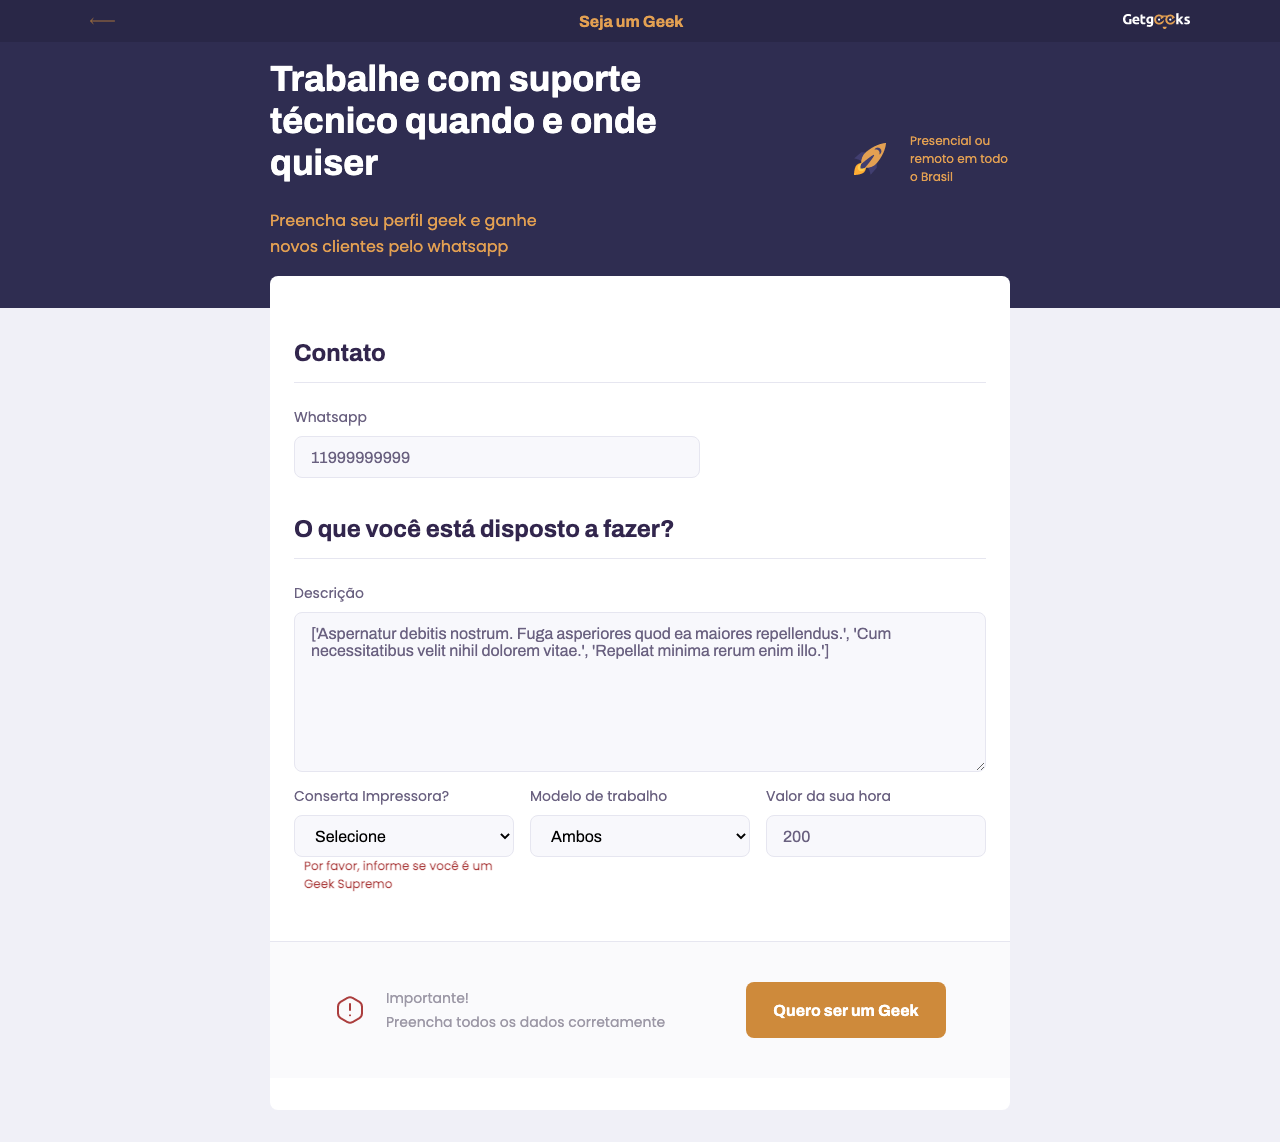 Seja um Geek
Getgeeks
Trabalhe com suporte
técnico quando e onde
quiser
Presencial ou
remoto em todo
o Brasil
Preencha seu perfil geek e ganhe
novos clientes pelo whatsapp
Contato
Whatsapp
11999999999
O que você está disposto a fazer?
Descrição
['Aspernatur debitis nostrum. Fuga asperiores quod ea maiores repellendus.', 'Cum
necessitatibus velit nihil dolorem vitae.', 'Repellat minima rerum enim illo.']
Conserta Impressora?
Modelo de trabalho
Valor da sua hora
Selecione
Ambos
200
Por favor, informe se você é um
Geek Supremo
Importante!
Preencha todos os dados corretamente
Quero ser um Geek